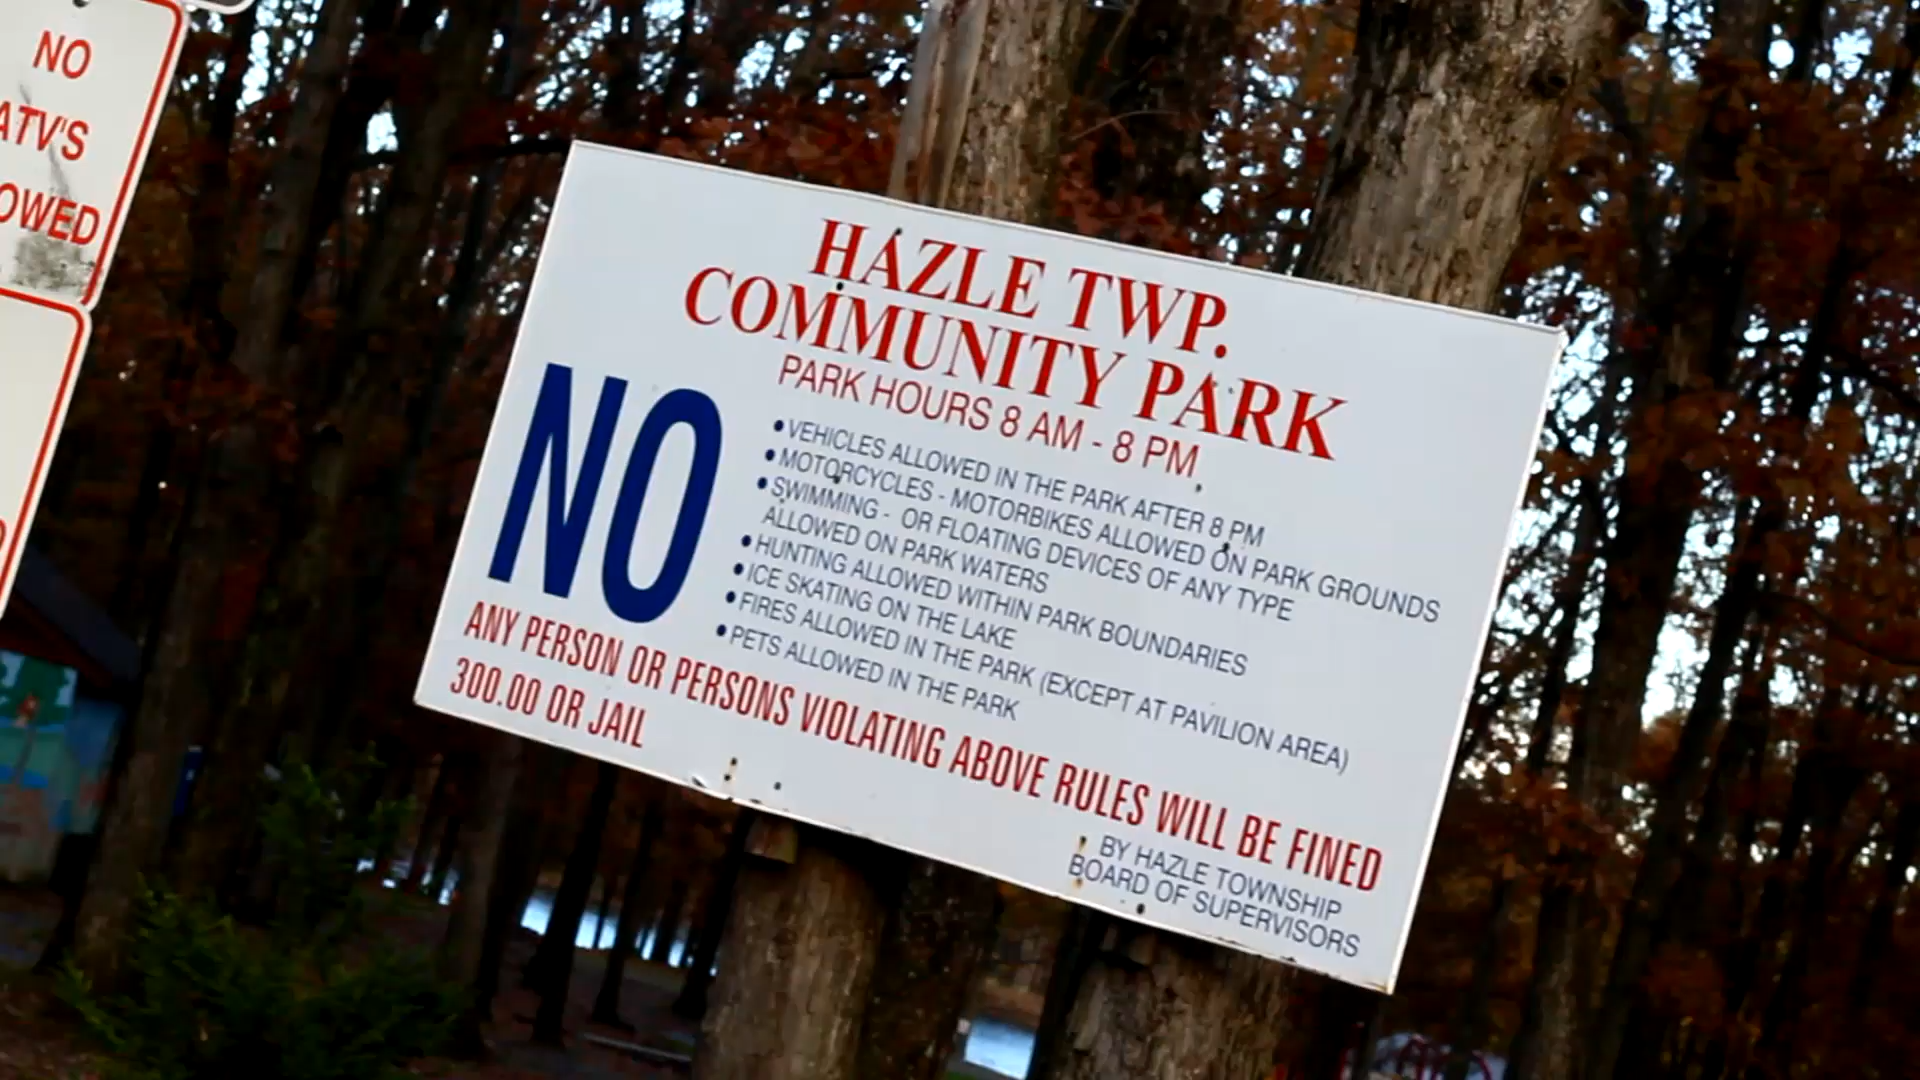 NO
ATV'S
OWED
HAZLE TWP.
COMMUNITY PARK
PARK HOURS 8 AM - 8 PM
NO
• VEHICLES ALLOWED IN THE PARK AFTER 8 PM
• MOTORCYCLES - MOTORBIKES ALLOWED ON PARK GROUNDS
• SWIMMING - OR FLOATING DEVICES OF ANY TYPE
ALLOWED ON PARK WATERS
• HUNTING ALLOWED WITHIN PARK BOUNDARIES
• ICE SKATING ON THE LAKE
• FIRES ALLOWED IN THE PARK (EXCEPT AT PAVILION AREA)
• PETS ALLOWED IN THE PARK
ANY PERSON OR PERSONS VIOLATING ABOVE RULES WILL BE FINED
300.00 OR JAIL
BY HAZLE TOWNSHIP
BOARD OF SUPERVISORS